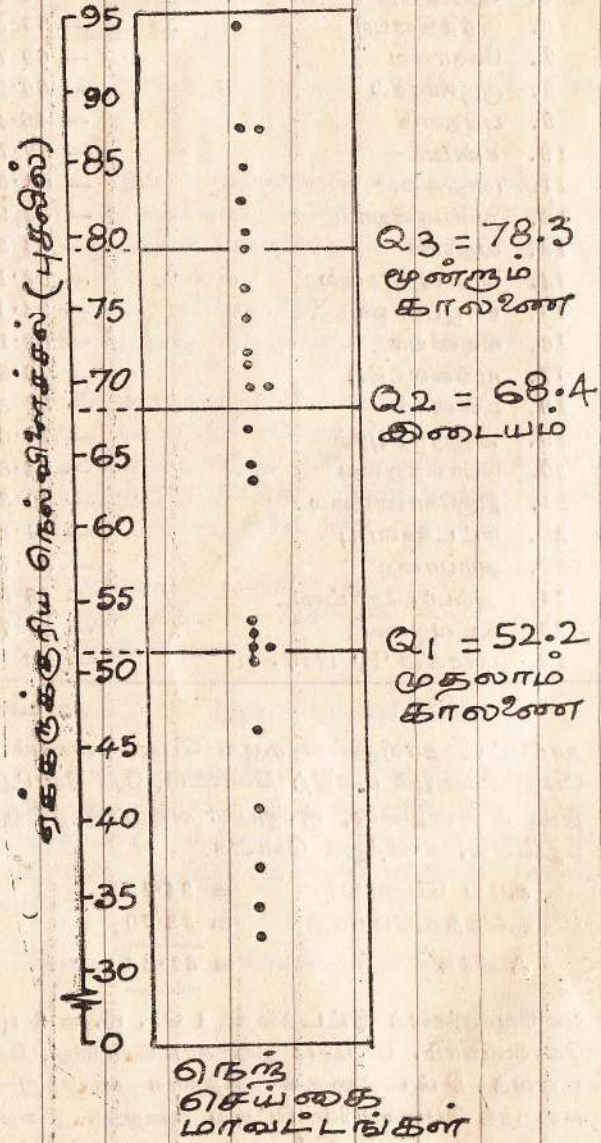 ஏக்கருக்குரிய நெல்விளைச்சல் (புசலில்)
95
90
85
80
75
70
65
60
55
50
45
40
35
30
0
Q3 = 78.3
மூன்றாம்
காலணை
Q2 = 68.4
இடையம்
Q1 = 52.2
முதலாம்
காலணை
நெற்
செய்கை
மாவட்டங்கள்